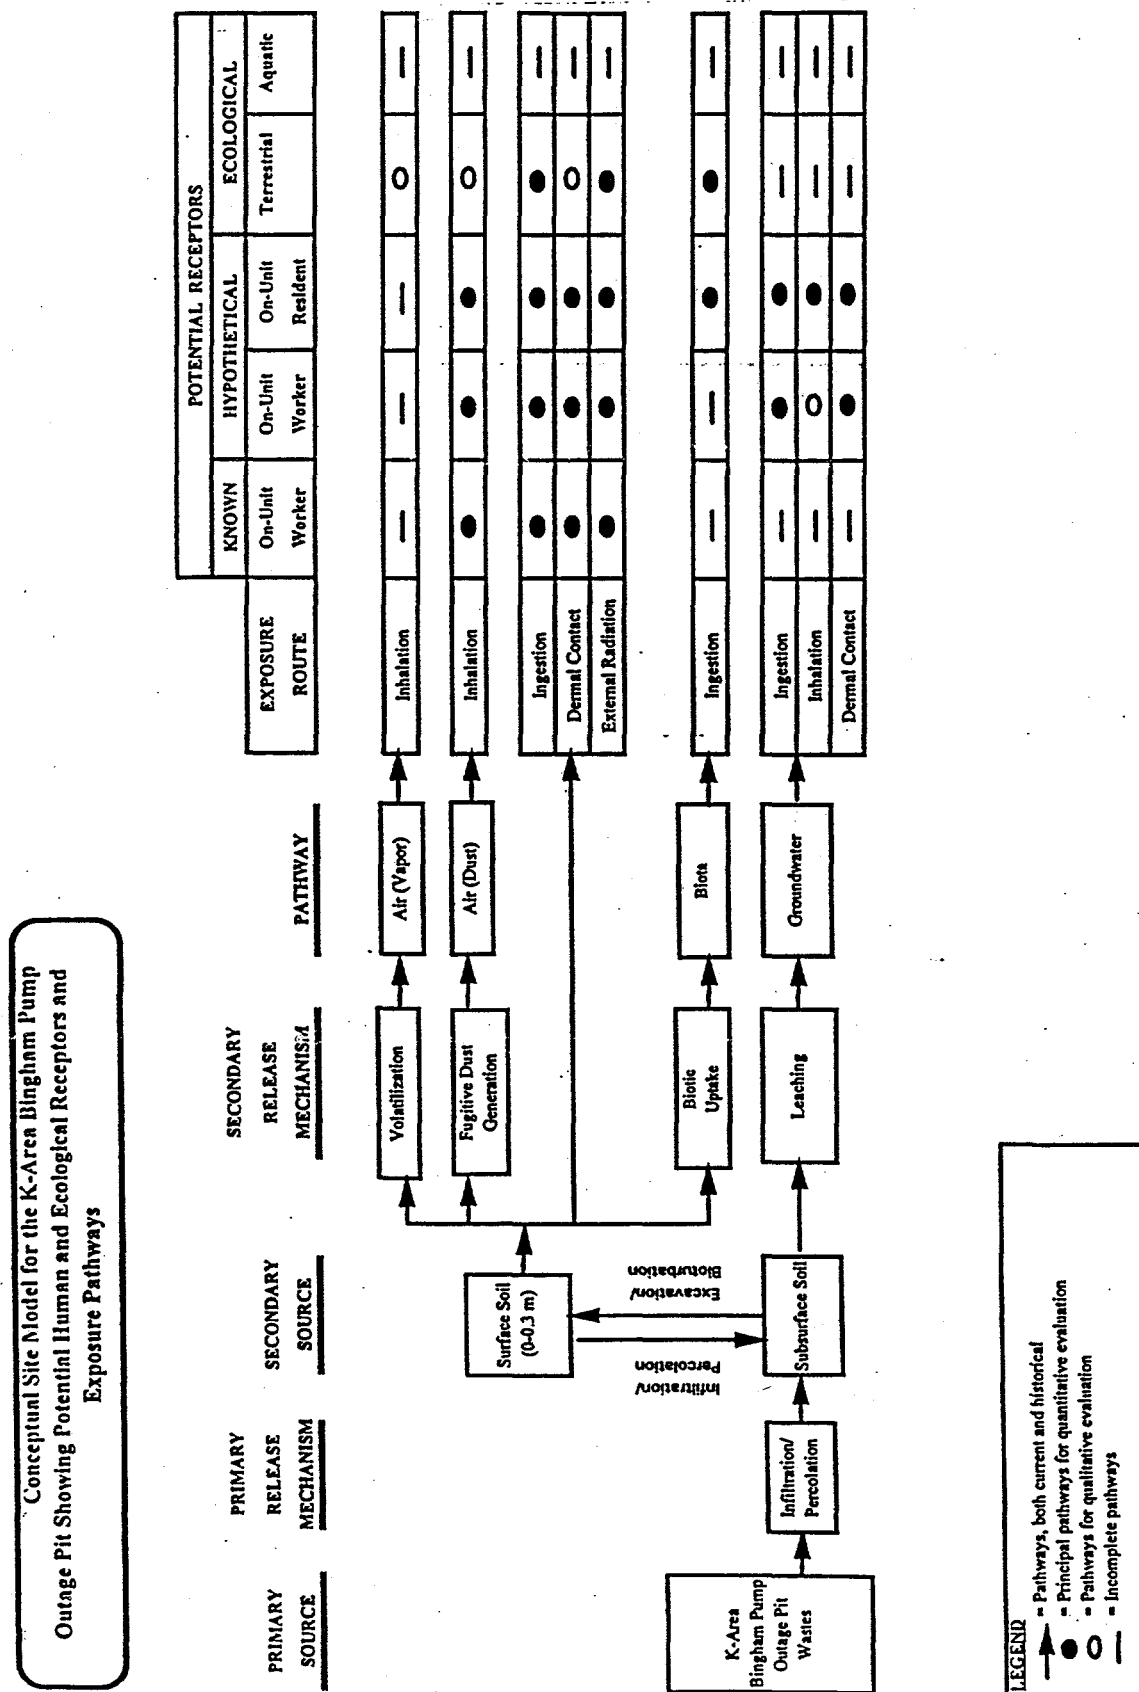 Conceptual Site Model for the K-Area Bingham Pump
Outage Pit Showing Potential Human and Ecological Receptors and
Exposure Pathways
PRIMARY
SOURCE
PRIMARY
RELEASE
MECHANISM
SECONDARY
SOURCE
SECONDARY
RELEASE
MECHANISM
PATHWAY
EXPOSURE
ROUTE
POTENTIAL RECEPTORS
KNOWN
HYPOTHETICAL
ECOLOGICAL
On-Unit
Worker
On-Unit
Worker
On-Unit
Resident
Terrestrial
Aquatic
Volatilization
Air (Vapor)
Inhalation
Fugitive Dust
Generation
Air (Dust)
Inhalation
Surface Soil
(0-0.3 m)
Ingestion
Dermal Contact
External Radiation
Infiltration/
Percolation
Excavation/
Bioturbation
Biotic
Uptake
Biota
Ingestion
K-Area
Bingham Pump
Outage Pit
Wastes
Infiltration/
Percolation
Subsurface Soil
Leaching
Groundwater
Ingestion
Inhalation
Dermal Contact
LEGEND
= Pathways, both current and historical
= Principal pathways for quantitative evaluation
= Pathways for qualitative evaluation
= Incomplete pathways